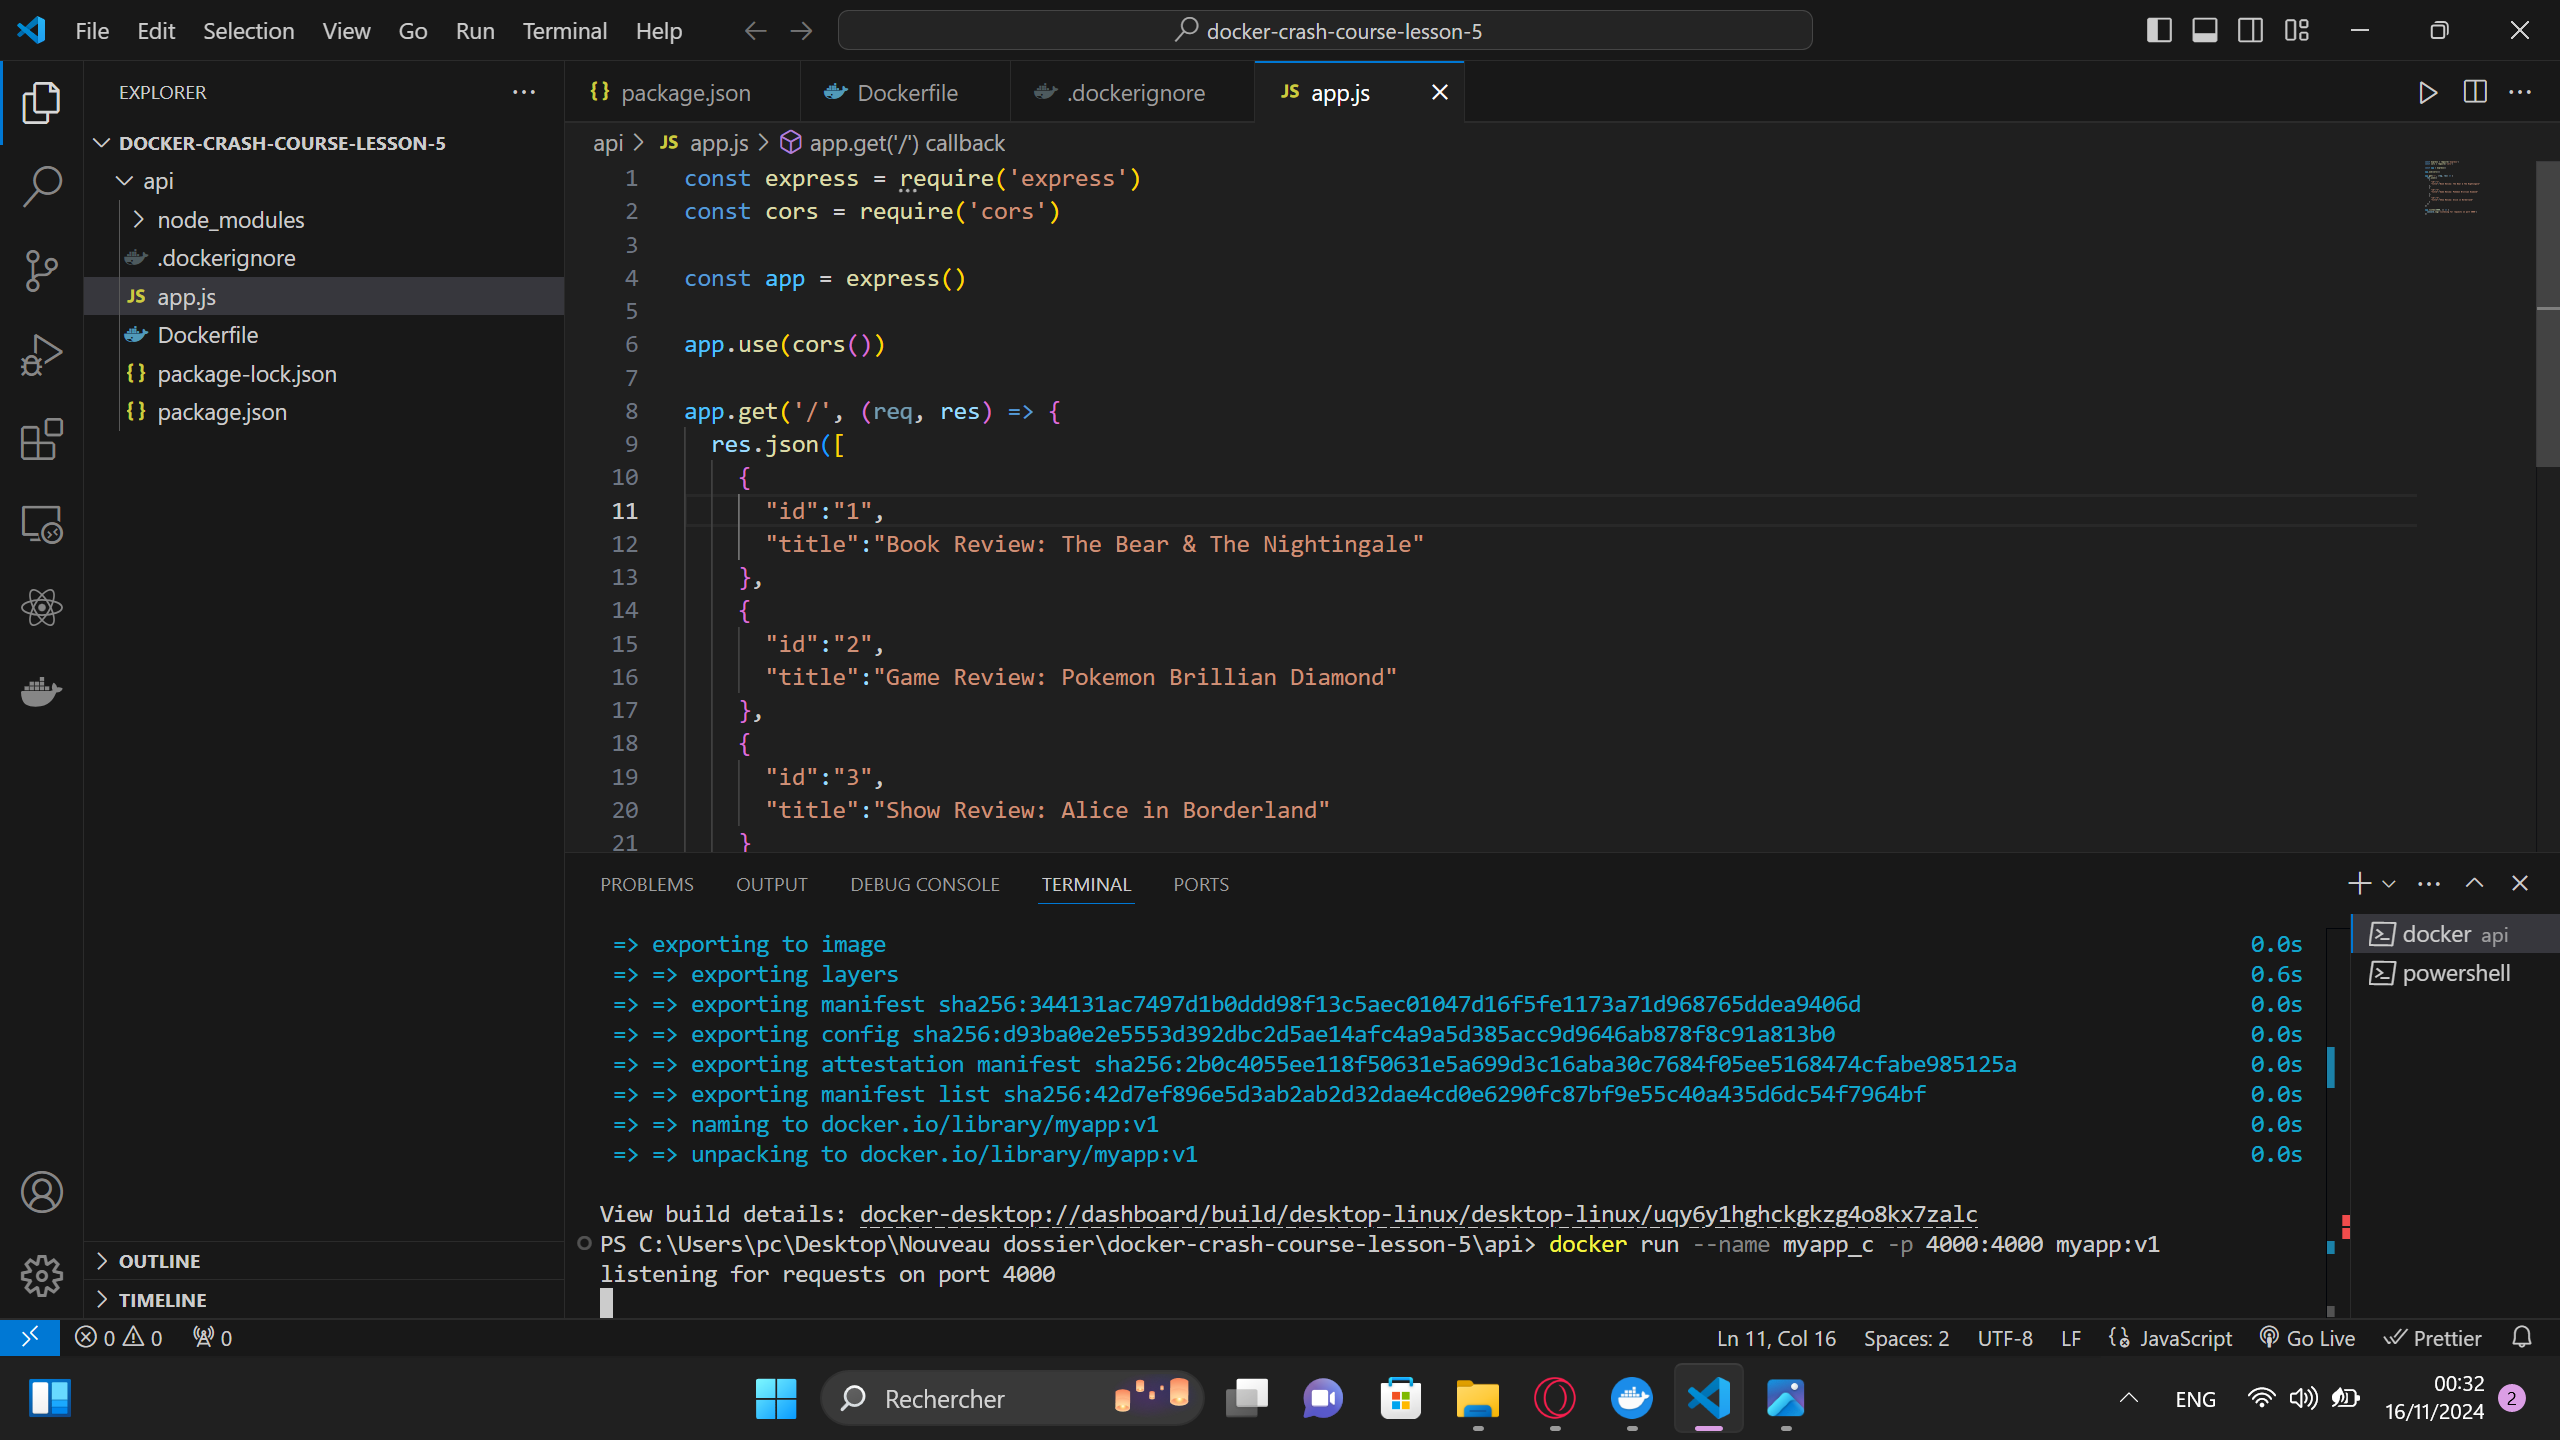 File Edit Selection View Go Run Terminal Help
docker-crash-course-lesson-5
EXPLORER
DOCKER-CRASH-COURSE-LESSON-5
api
node_modules
.dockerignore
JS app.js
Dockerfile
{} package-lock.json
{} package.json
OUTLINE
TIMELINE
{} package.json
Dockerfile
.dockerignore
JS app.js
api > JS app.js > app.get('/') callback
1 const express = require('express')
2 const cors = require('cors')
3
4 const app = express()
5
6 app.use(cors())
7
8 app.get('/', (req, res) => {
9 res.json([
10 {
11 "id":"1",
12 "title":"Book Review: The Bear & The Nightingale"
13 },
14 {
15 "id":"2",
16 "title":"Game Review: Pokemon Brillian Diamond"
17 },
18 {
19 "id":"3",
20 "title":"Show Review: Alice in Borderland"
21 }
PROBLEMS OUTPUT DEBUG CONSOLE TERMINAL PORTS
=> exporting to image 0.0s
=> => exporting layers 0.6s
=> => exporting manifest sha256:344131ac7497d1b0ddd98f13c5aec01047d16f5fe1173a71d968765ddea9406d 0.0s
=> => exporting config sha256:d93ba0e2e5553d392dbc2d5ae14afc4a9a5d385acc9d9646ab878f8c91a813b0 0.0s
=> => exporting attestation manifest sha256:2b0c4055ee118f50631e5a699d3c16aba30c7684f05ee5168474cfabe985125a 0.0s
=> => exporting manifest list sha256:42d7ef896e5d3ab2ab2d32dae4cd0e6290fc87bf9e55c40a435d6dc54f7964bf 0.0s
=> => naming to docker.io/library/myapp:v1 0.0s
=> => unpacking to docker.io/library/myapp:v1 0.0s
View build details: docker-desktop://dashboard/build/desktop-linux/desktop-linux/uqy6y1hghckgkzg4o8kx7zalc
PS C:\Users\pc\Desktop\Nouveau dossier\docker-crash-course-lesson-5\api> docker run --name myapp_c -p 4000:4000 myapp:v1
listening for requests on port 4000
docker api
powershell
0 0 0
Ln 11, Col 16 Spaces: 2 UTF-8 LF JavaScript Go Live Prettier
Rechercher
ENG
00:32
16/11/2024
2